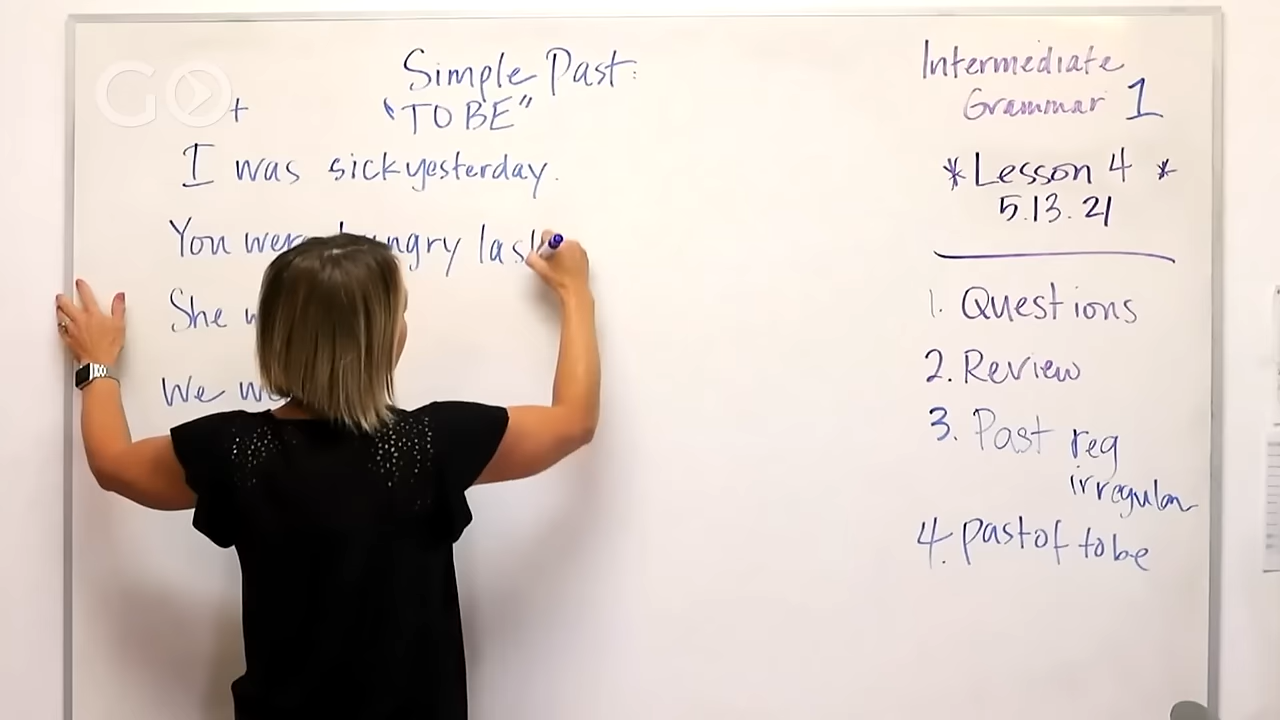 GO
Simple Past:
+ "TO BE"
I was sick yesterday.
You were hungry las
She
We
Intermediate
Grammar 1
* Lesson 4 *
5.13.21
1. Questions
2. Review
3. Past reg
irregular
4. past of to be